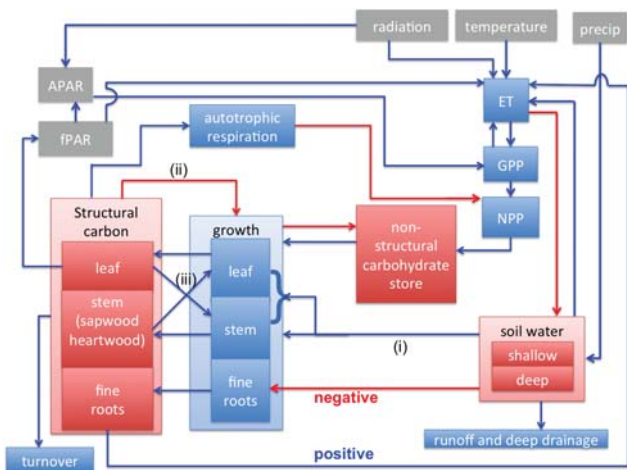 radiation
temperature
precip
APAR
fPAR
autotrophic
respiration
ET
GPP
NPP
(ii)
Structural
carbon
growth
non-
structural
carbohydrate
store
leaf
(iii)
leaf
stem
(sapwood
heartwood)
stem
(i)
soil water
shallow
deep
fine
roots
fine
roots
negative
runoff and deep drainage
turnover
positive